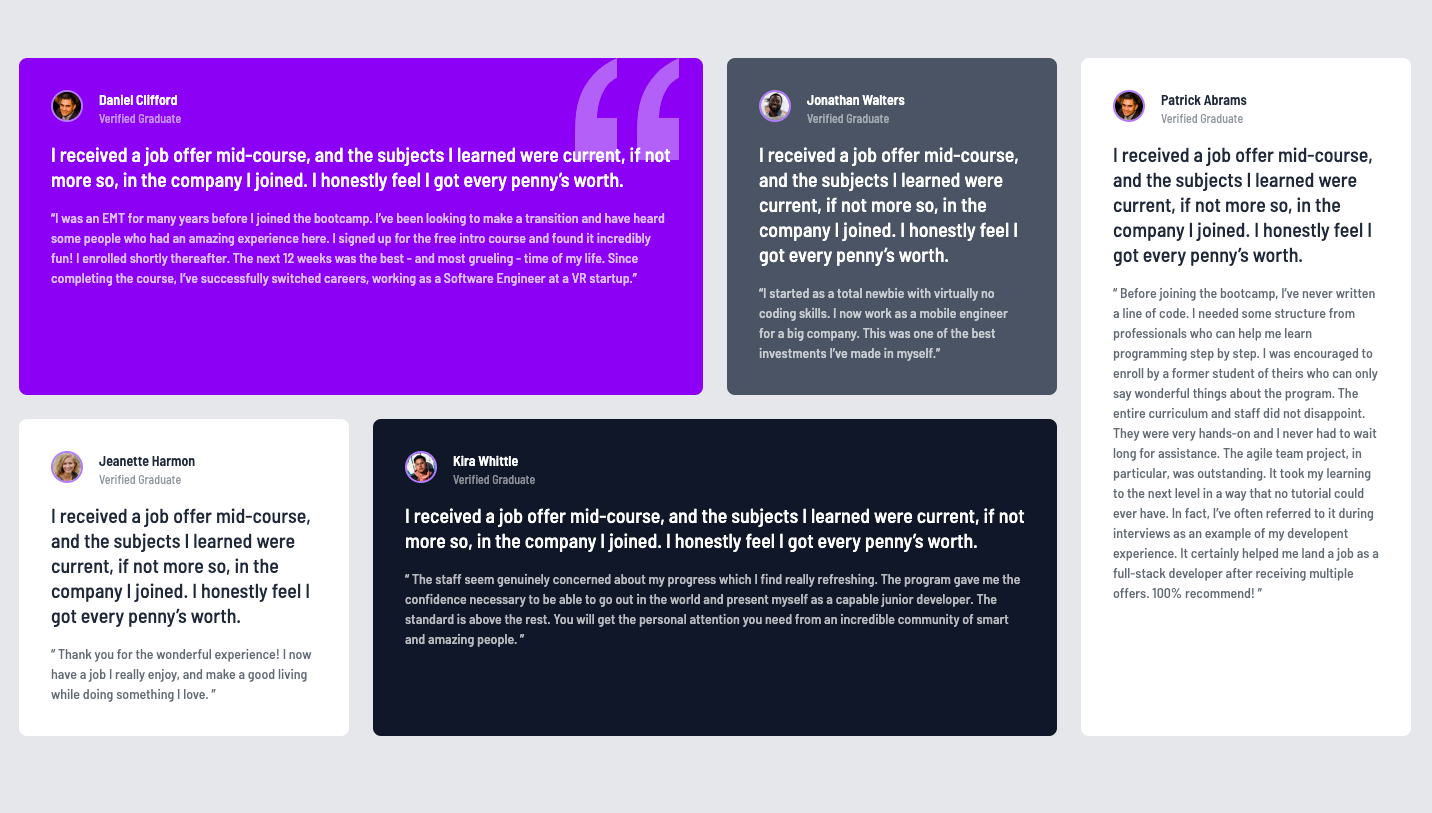 Daniel Clifford
Verified Graduate
I received a job offer mid-course, and the subjects I learned were current, if not
more so, in the company I joined. I honestly feel I got every penny’s worth.
“I was an EMT for many years before I joined the bootcamp. I’ve been looking to make a transition and have heard
some people who had an amazing experience here. I signed up for the free intro course and found it incredibly
fun! I enrolled shortly thereafter. The next 12 weeks was the best - and most grueling - time of my life. Since
completing the course, I’ve successfully switched careers, working as a Software Engineer at a VR startup.”
Jonathan Walters
Verified Graduate
I received a job offer mid-course,
and the subjects I learned were
current, if not more so, in the
company I joined. I honestly feel I
got every penny’s worth.
“I started as a total newbie with virtually no
coding skills. I now work as a mobile engineer
for a big company. This was one of the best
investments I’ve made in myself.”
Patrick Abrams
Verified Graduate
I received a job offer mid-course,
and the subjects I learned were
current, if not more so, in the
company I joined. I honestly feel I
got every penny’s worth.
“ Before joining the bootcamp, I’ve never written
a line of code. I needed some structure from
professionals who can help me learn
programming step by step. I was encouraged to
enroll by a former student of theirs who can only
say wonderful things about the program. The
entire curriculum and staff did not disappoint.
They were very hands-on and I never had to wait
long for assistance. The agile team project, in
particular, was outstanding. It took my learning
to the next level in a way that no tutorial could
ever have. In fact, I’ve often referred to it during
interviews as an example of my developent
experience. It certainly helped me land a job as a
full-stack developer after receiving multiple
offers. 100% recommend! ”
Jeanette Harmon
Verified Graduate
I received a job offer mid-course,
and the subjects I learned were
current, if not more so, in the
company I joined. I honestly feel I
got every penny’s worth.
“ Thank you for the wonderful experience! I now
have a job I really enjoy, and make a good living
while doing something I love. ”
Kira Whittle
Verified Graduate
I received a job offer mid-course, and the subjects I learned were current, if not
more so, in the company I joined. I honestly feel I got every penny’s worth.
“ The staff seem genuinely concerned about my progress which I find really refreshing. The program gave me the
confidence necessary to be able to go out in the world and present myself as a capable junior developer. The
standard is above the rest. You will get the personal attention you need from an incredible community of smart
and amazing people. ”